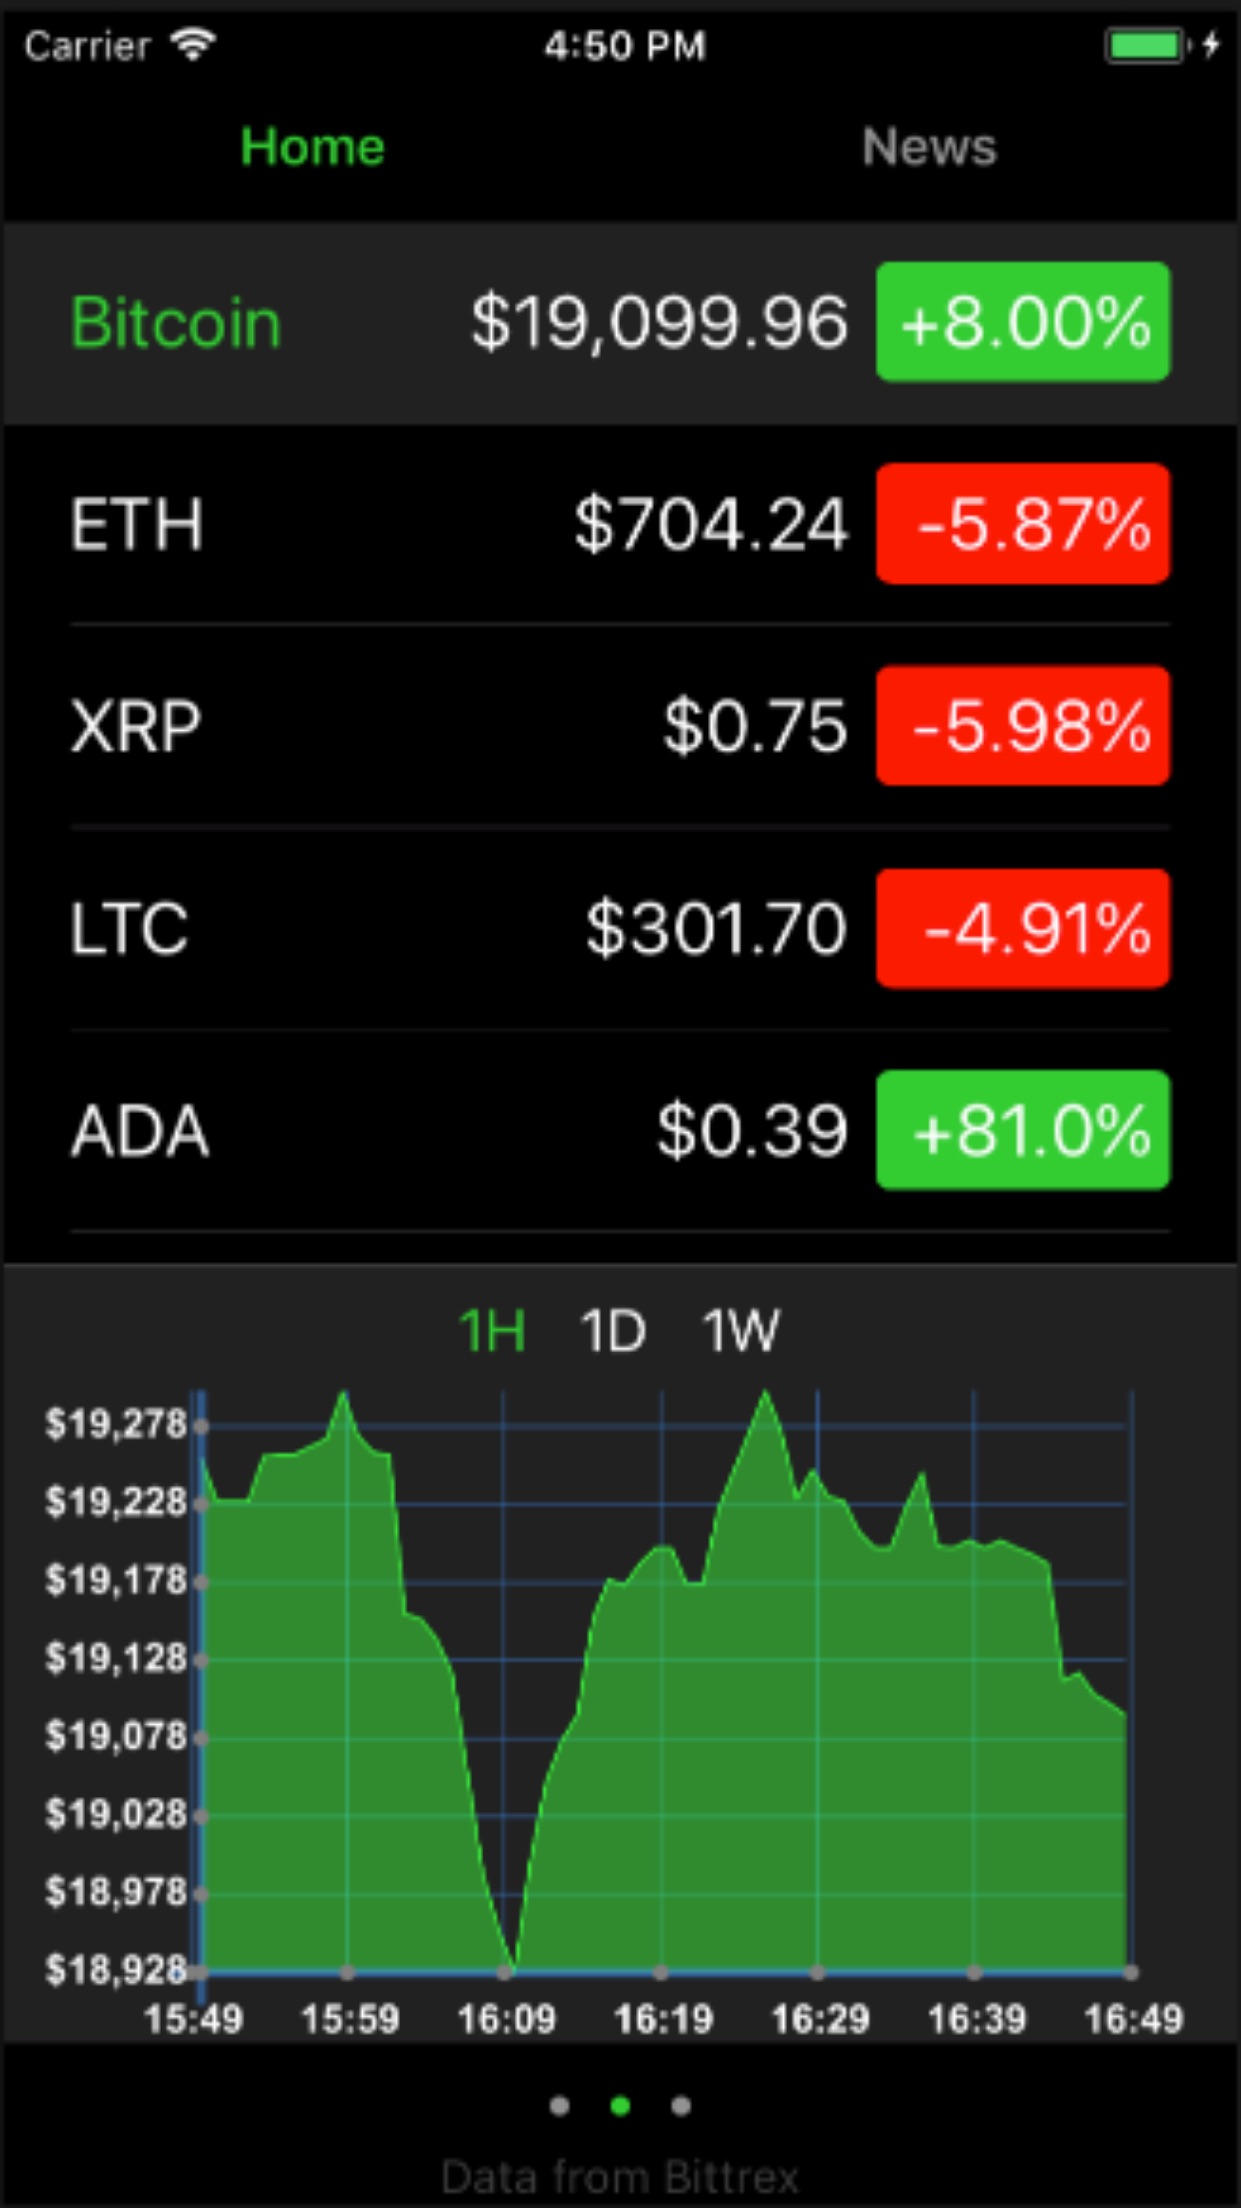 Carrier 4:50 PM
Home News
Bitcoin $19,099.96 +8.00%
ETH $704.24 -5.87%
XRP $0.75 -5.98%
LTC $301.70 -4.91%
ADA $0.39 +81.0%
1H 1D 1W
$19,278
$19,228
$19,178
$19,128
$19,078
$19,028
$18,978
$18,928
15:49 15:59 16:09 16:19 16:29 16:39 16:49
Data from Bittrex